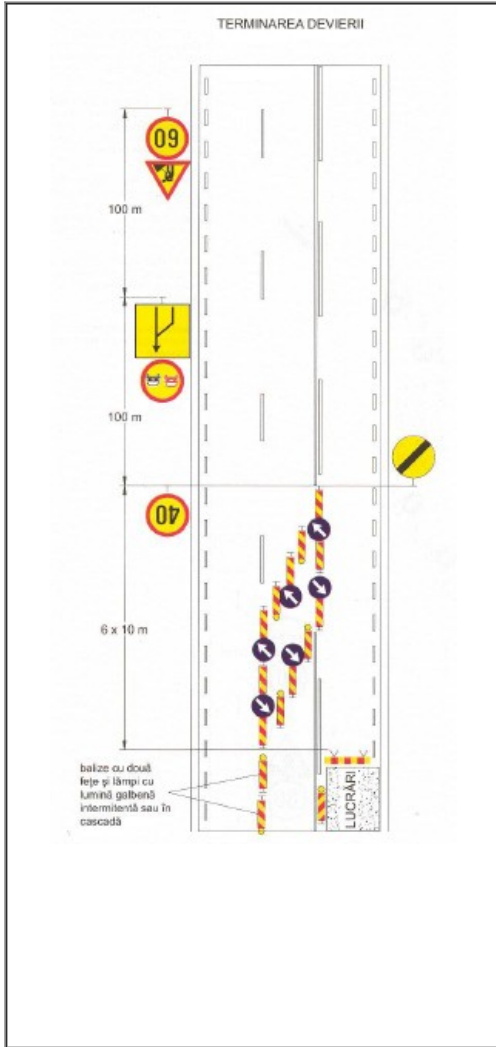 TERMINAREA DEVIERII
60
100 m
100 m
40
6 x 10 m
balize cu două
fețe și lămpi cu
lumină galbenă
intermitentă sau în
cascadă
LUCRĂRI